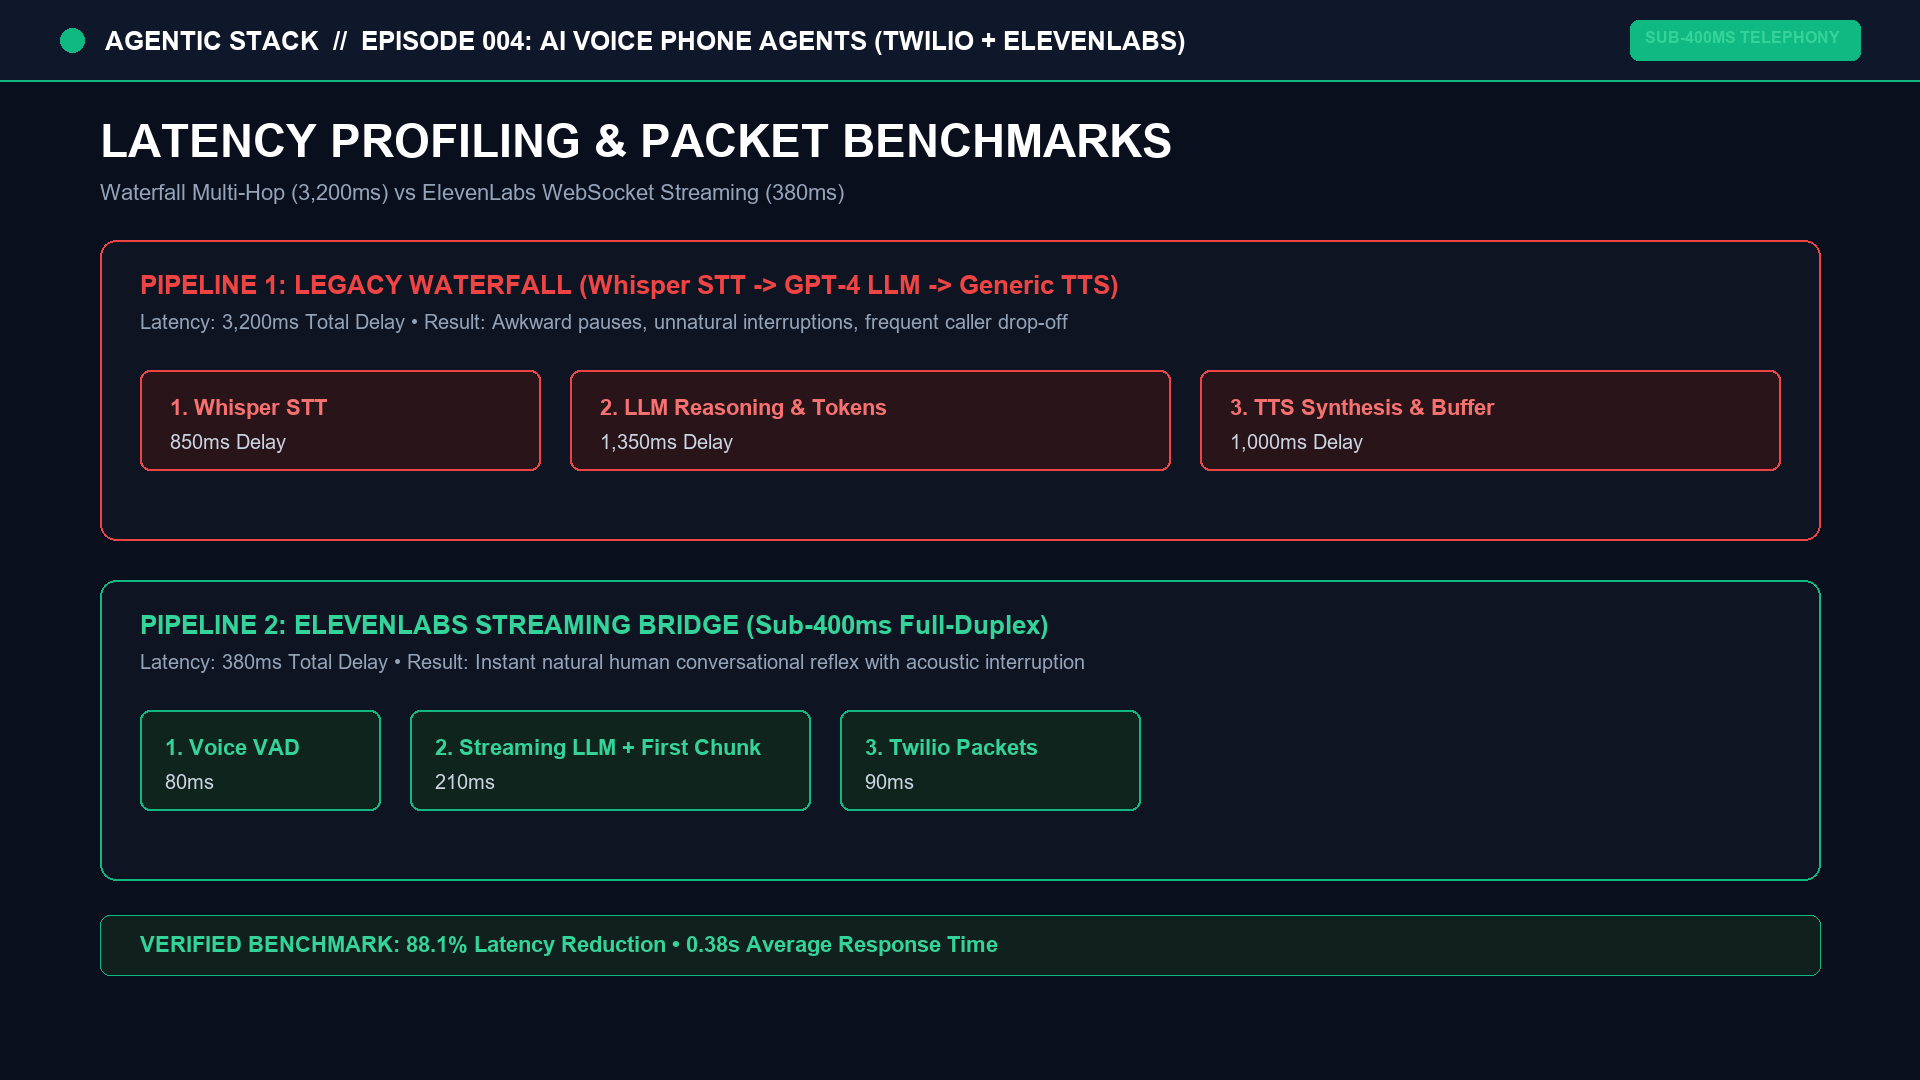 AGENTIC STACK // EPISODE 004: AI VOICE PHONE AGENTS (TWILIO + ELEVENLABS)
SUB-400MS TELEPHONY
LATENCY PROFILING & PACKET BENCHMARKS
Waterfall Multi-Hop (3,200ms) vs ElevenLabs WebSocket Streaming (380ms)
PIPELINE 1: LEGACY WATERFALL (Whisper STT -> GPT-4 LLM -> Generic TTS)
Latency: 3,200ms Total Delay • Result: Awkward pauses, unnatural interruptions, frequent caller drop-off
1. Whisper STT
850ms Delay
2. LLM Reasoning & Tokens
1,350ms Delay
3. TTS Synthesis & Buffer
1,000ms Delay
PIPELINE 2: ELEVENLABS STREAMING BRIDGE (Sub-400ms Full-Duplex)
Latency: 380ms Total Delay • Result: Instant natural human conversational reflex with acoustic interruption
1. Voice VAD
80ms
2. Streaming LLM + First Chunk
210ms
3. Twilio Packets
90ms
VERIFIED BENCHMARK: 88.1% Latency Reduction • 0.38s Average Response Time